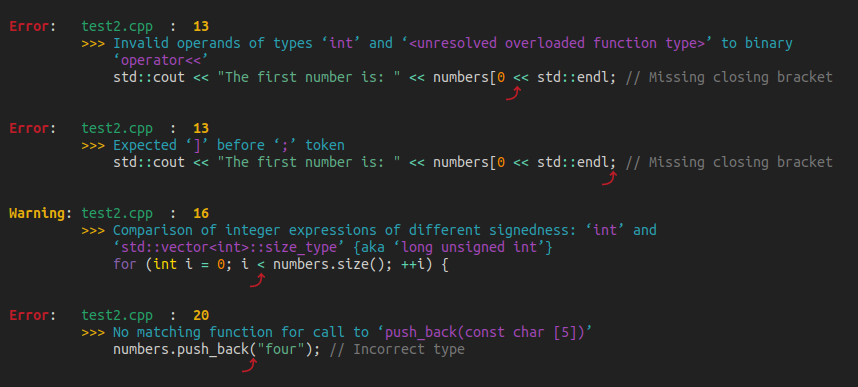 Error:   test2.cpp  :  13
>>> Invalid operands of types ‘int’ and ‘<unresolved overloaded function type>’ to binary
‘operator<<’
std::cout << "The first number is: " << numbers[0 << std::endl; // Missing closing bracket
Error:   test2.cpp  :  13
>>> Expected ‘]’ before ‘;’ token
std::cout << "The first number is: " << numbers[0 << std::endl; // Missing closing bracket
Warning: test2.cpp  :  16
>>> Comparison of integer expressions of different signedness: ‘int’ and
‘std::vector<int>::size_type’ {aka ‘long unsigned int’}
for (int i = 0; i < numbers.size(); ++i) {
Error:   test2.cpp  :  20
>>> No matching function for call to ‘push_back(const char [5])’
numbers.push_back("four"); // Incorrect type